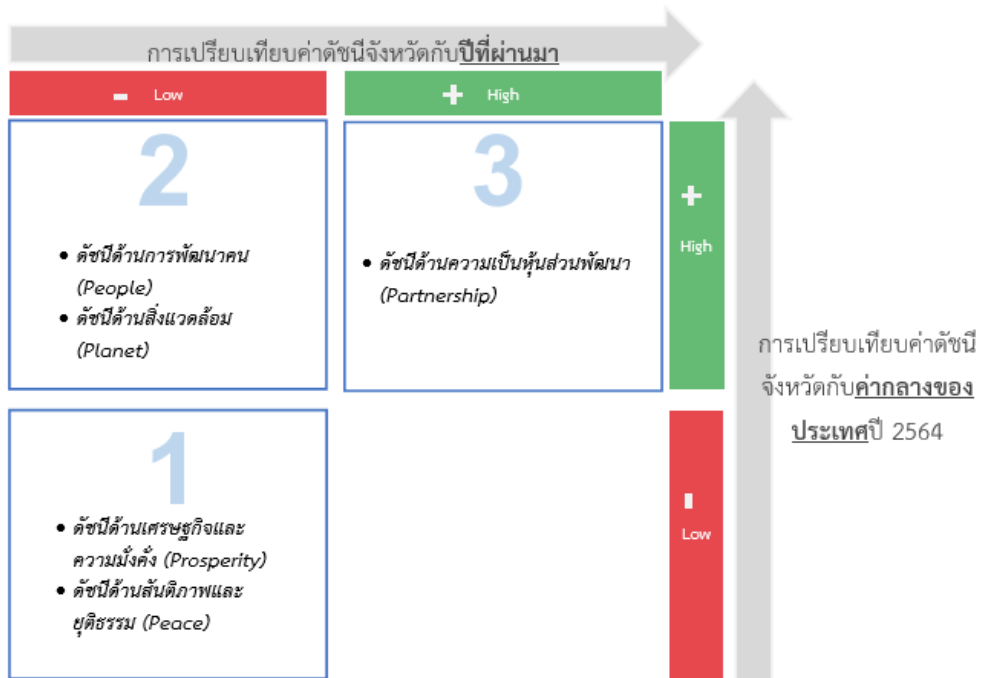 การเปรียบเทียบค่าดัชนีจังหวัดกับปีที่ผ่านมา
- Low
+ High
2
• ดัชนีด้านการพัฒนาคน
(People)
• ดัชนีด้านสิ่งแวดล้อม
(Planet)
3
• ดัชนีด้านความเป็นหุ้นส่วนพัฒนา
(Partnership)
+
High
การเปรียบเทียบค่าดัชนี
จังหวัดกับค่ากลางของ
ประเทศปี 2564
1
• ดัชนีด้านเศรษฐกิจและ
ความมั่งคั่ง (Prosperity)
• ดัชนีด้านสันติภาพและ
ยุติธรรม (Peace)
-
Low